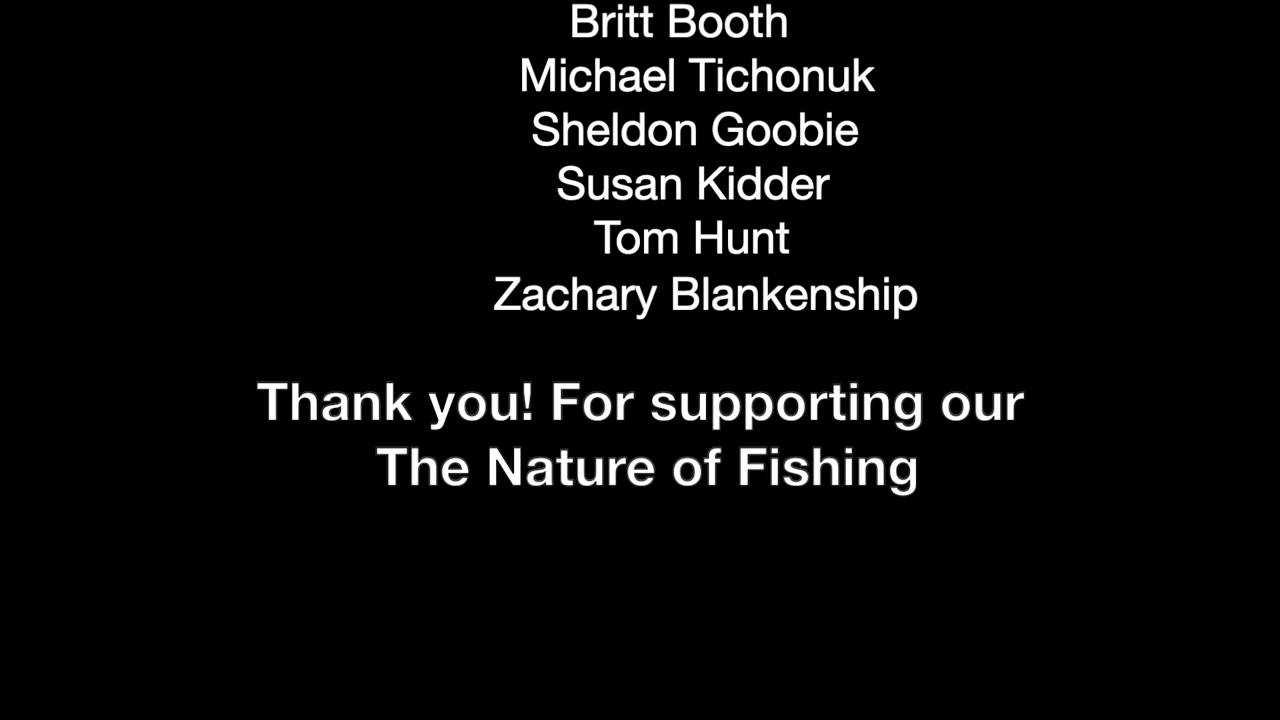 Britt Booth
Michael Tichonuk
Sheldon Goobie
Susan Kidder
Tom Hunt
Zachary Blankenship
Thank you! For supporting our
The Nature of Fishing